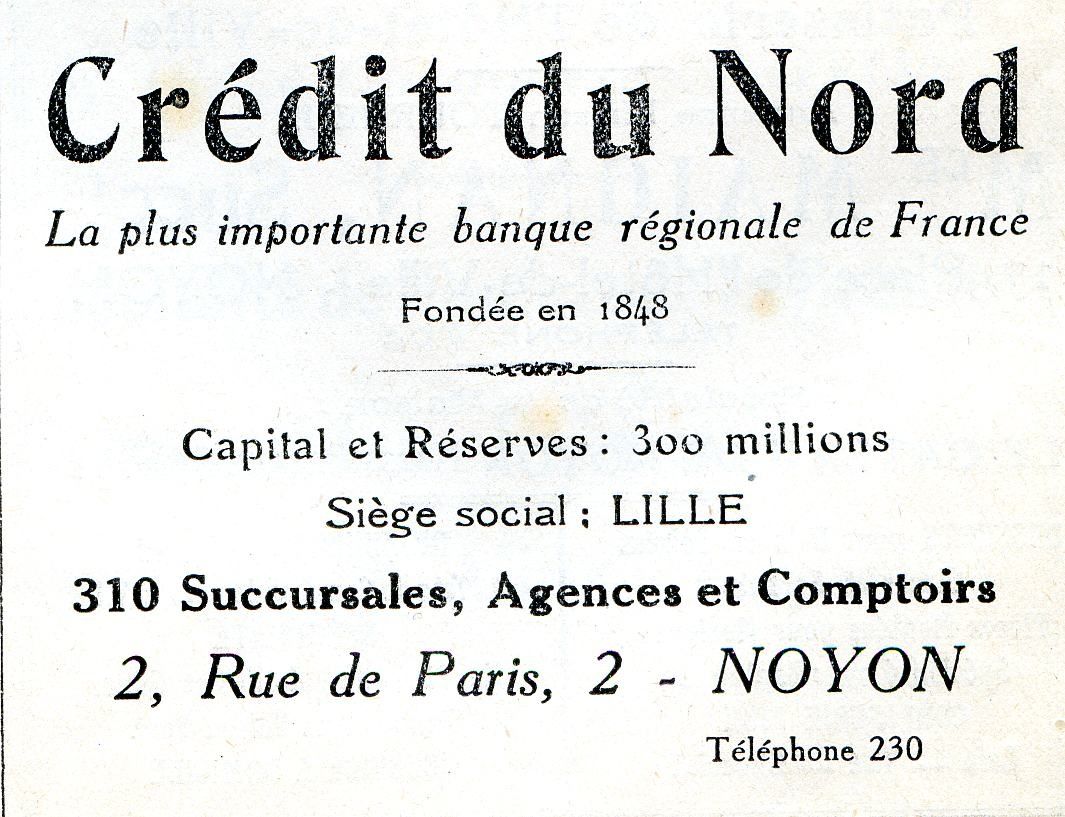 Crédit du Nord
La plus importante banque régionale de France
Fondée en 1848
Capital et Réserves : 300 millions
Siège social ; LILLE
310 Succursales, Agences et Comptoirs
2, Rue de Paris, 2 - NOYON
Téléphone 230